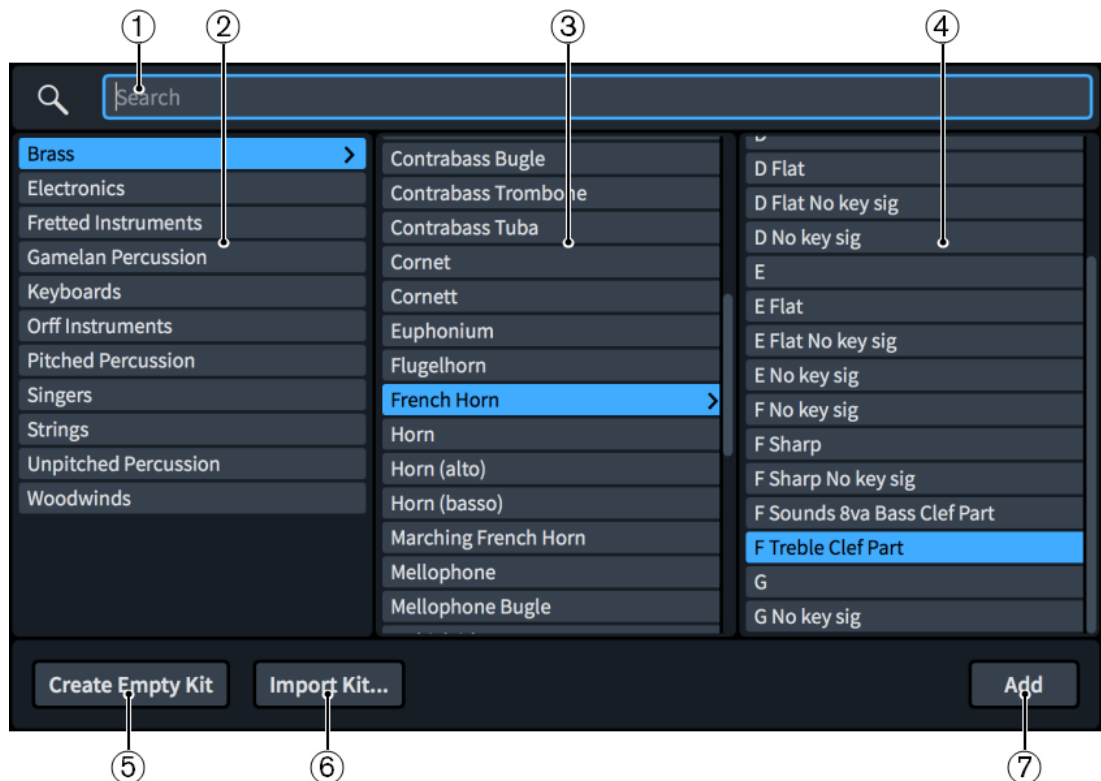 ① ② ③ ④
Search
Brass
Electronics
Fretted Instruments
Gamelan Percussion
Keyboards
Orff Instruments
Pitched Percussion
Singers
Strings
Unpitched Percussion
Woodwinds
Contrabass Bugle
Contrabass Trombone
Contrabass Tuba
Cornet
Cornett
Euphonium
Flugelhorn
French Horn
Horn
Horn (alto)
Horn (basso)
Marching French Horn
Mellophone
Mellophone Bugle
D Flat
D Flat No key sig
D No key sig
E
E Flat
E Flat No key sig
E No key sig
F No key sig
F Sharp
F Sharp No key sig
F Sounds 8va Bass Clef Part
F Treble Clef Part
G
G No key sig
Create Empty Kit
Import Kit...
Add
⑤ ⑥ ⑦